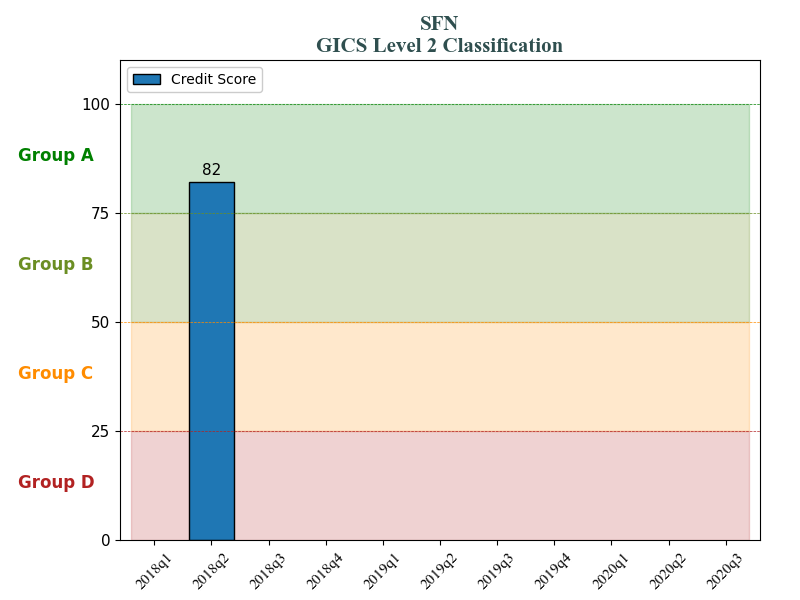 SFN
GICS Level 2 Classification
Credit Score
100
Group A
82
75
Group B
50
Group C
25
Group D
0
2018q1 2018q2 2018q3 2018q4 2019q1 2019q2 2019q3 2019q4 2020q1 2020q2 2020q3